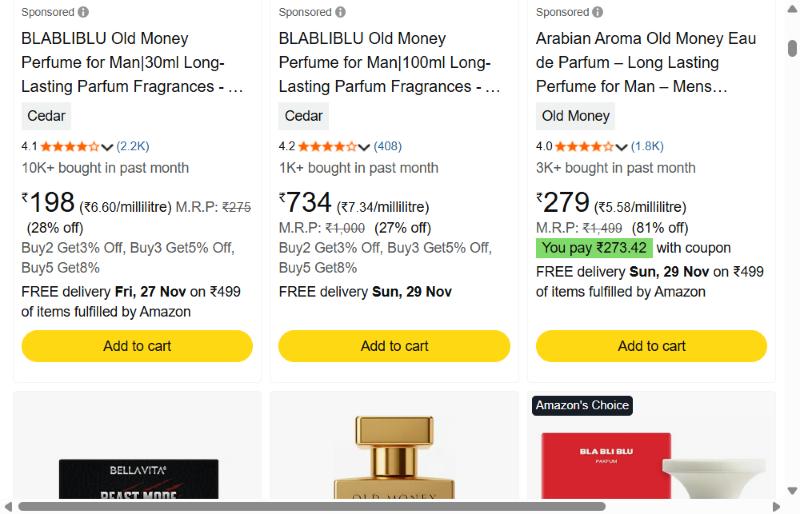 Sponsored
BLABLIBLU Old Money
Perfume for Man|30ml Long-
Lasting Parfum Fragrances - …
Cedar
4.1 (2.2K)
10K+ bought in past month
₹198 (₹6.60/millilitre) M.R.P: ₹275
(28% off)
Buy2 Get3% Off, Buy3 Get5% Off,
Buy5 Get8%
FREE delivery Fri, 27 Nov on ₹499
of items fulfilled by Amazon
Add to cart
Sponsored
BLABLIBLU Old Money
Perfume for Man|100ml Long-
Lasting Parfum Fragrances - …
Cedar
4.2 (408)
1K+ bought in past month
₹734 (₹7.34/millilitre)
M.R.P: ₹1,000 (27% off)
Buy2 Get3% Off, Buy3 Get5% Off,
Buy5 Get8%
FREE delivery Sun, 29 Nov
Add to cart
Sponsored
Arabian Aroma Old Money Eau
de Parfum – Long Lasting
Perfume for Man – Mens…
Old Money
4.0 (1.8K)
3K+ bought in past month
₹279 (₹5.58/millilitre)
M.R.P: ₹1,499 (81% off)
You pay ₹273.42 with coupon
FREE delivery Sun, 29 Nov on ₹499
of items fulfilled by Amazon
Add to cart
BELLAVITA
BEAST MODE
OLD MONEY
Amazon's Choice
BLA BLI BLU
PARFUM